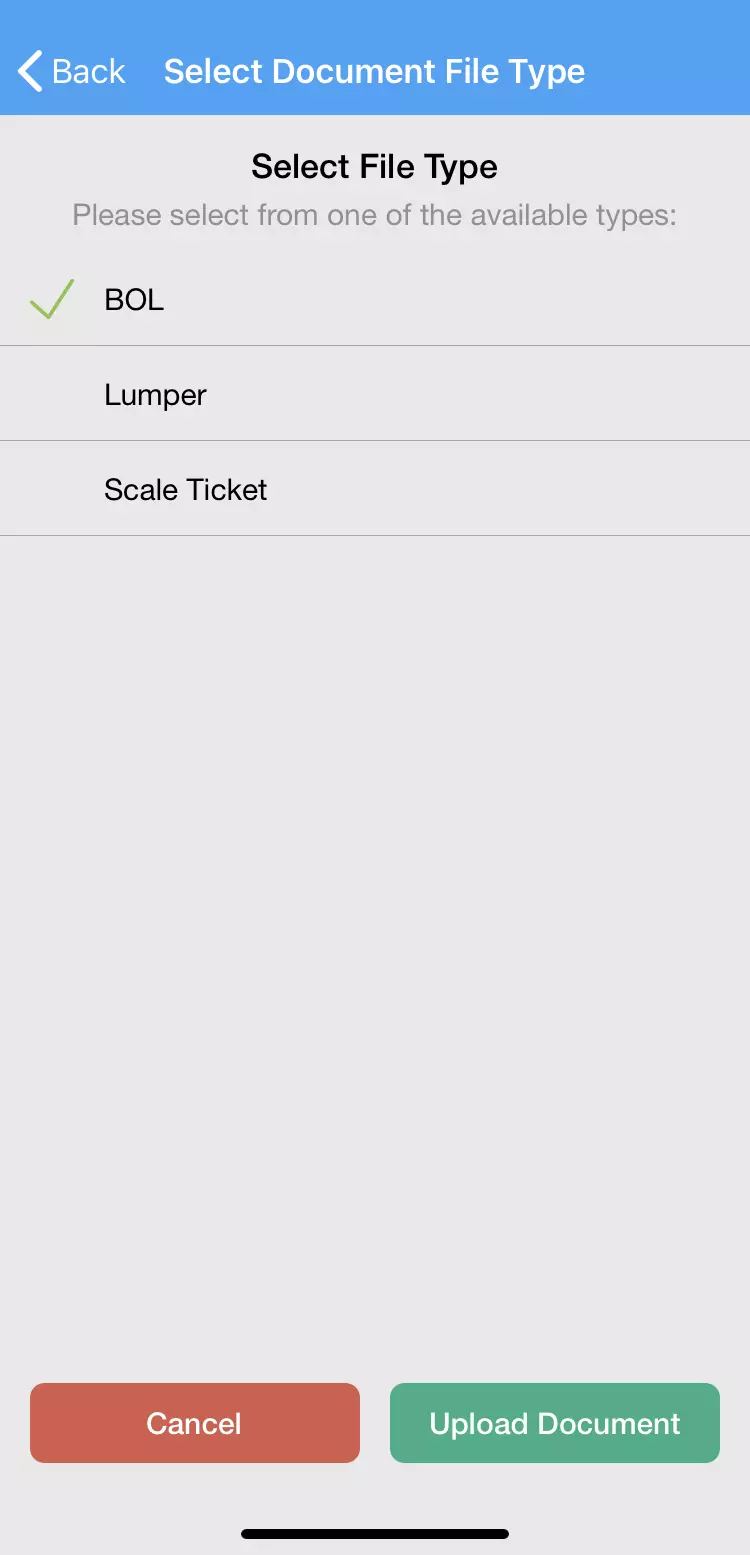 Back Select Document File Type
Select File Type
Please select from one of the available types:
BOL
Lumper
Scale Ticket
Cancel Upload Document